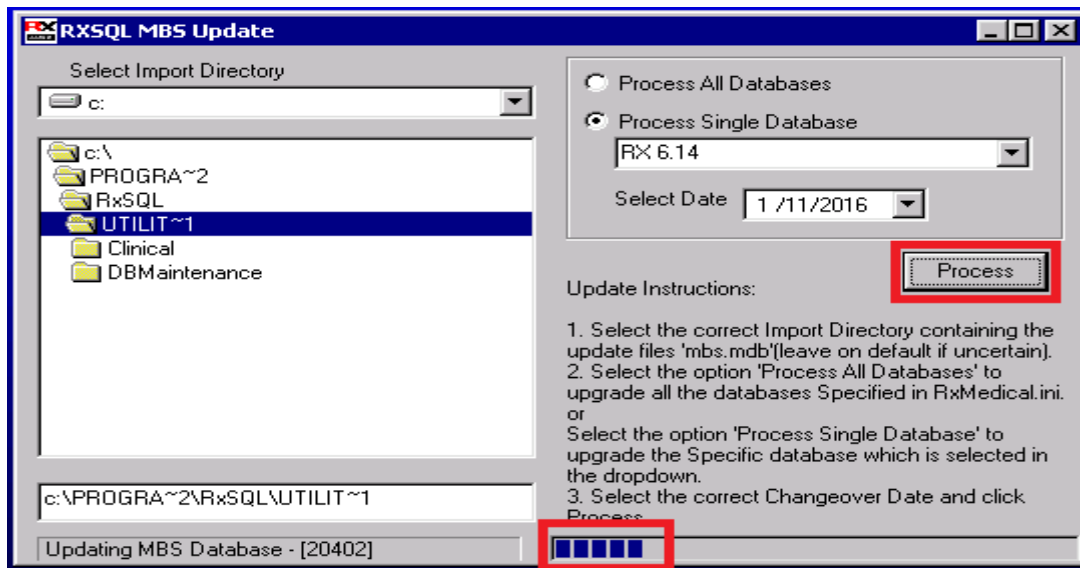 RXSQL MBS Update
Select Import Directory
c:
c:\
PROGRA~2
RxSQL
UTILIT~1
Clinical
DBMaintenance
c:\PROGRA~2\RxSQL\UTILIT~1
Updating MBS Database - [20402]
Process All Databases
Process Single Database
RX 6.14
Select Date
1 /11/2016
Process
Update Instructions:
1. Select the correct Import Directory containing the
update files 'mbs.mdb'(leave on default if uncertain).
2. Select the option 'Process All Databases' to
upgrade all the databases Specified in RxMedical.ini.
or
Select the option 'Process Single Database' to
upgrade the Specific database which is selected in
the dropdown.
3. Select the correct Changeover Date and click
Process